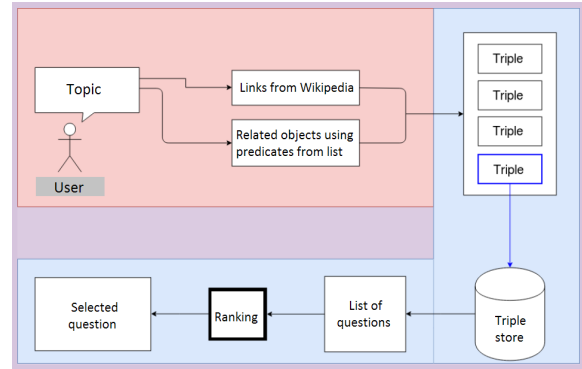 Topic
User
Links from Wikipedia
Related objects using
predicates from list
Triple
Triple
Triple
Triple
Triple
store
List of
questions
Ranking
Selected
question